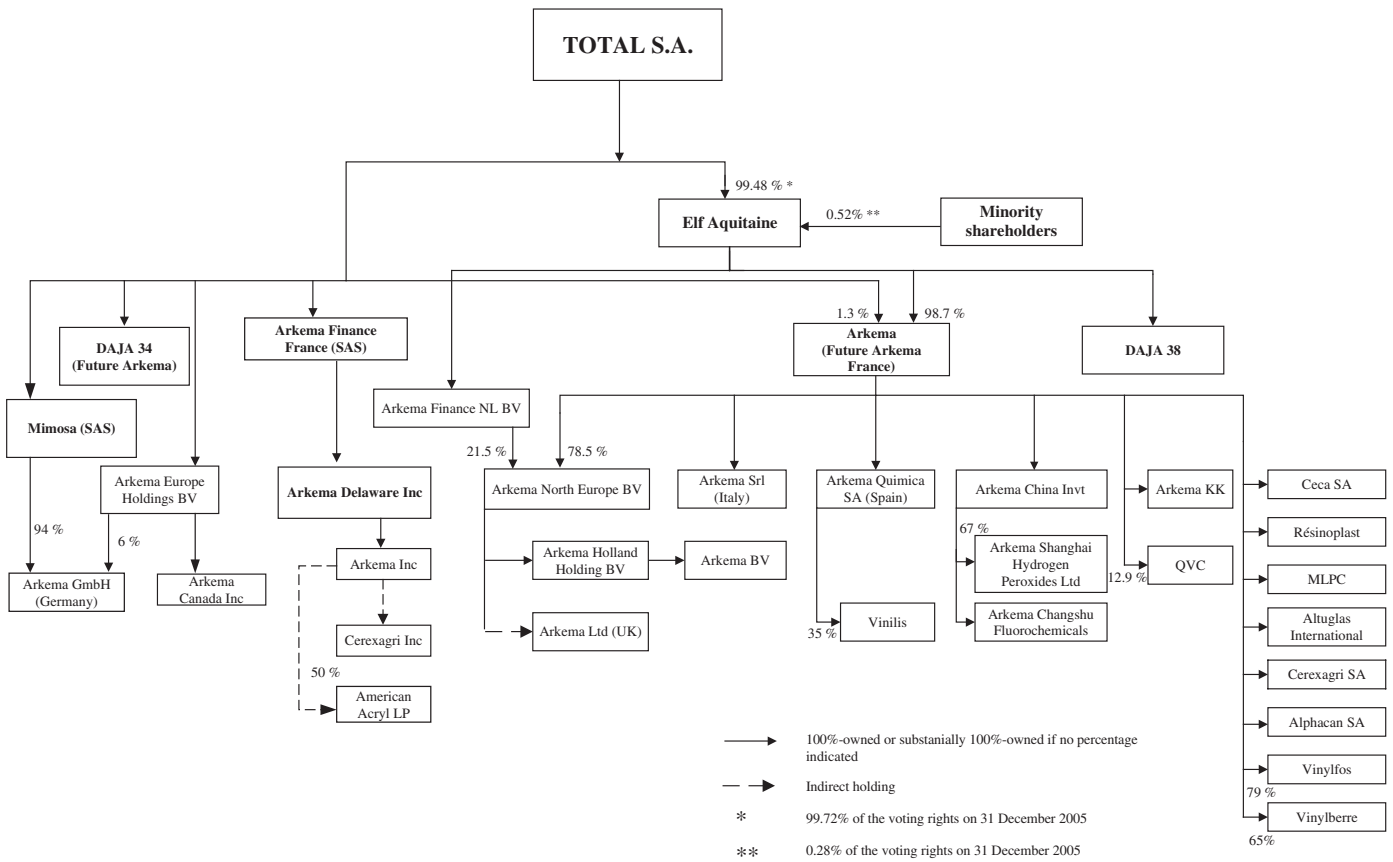 TOTAL S.A.
99.48 % *
Elf Aquitaine
0.52% **
Minority
shareholders
1.3 %
98.7 %
DAJA 34
(Future Arkema)
Arkema Finance
France (SAS)
Arkema
(Future Arkema
France)
DAJA 38
Mimosa (SAS)
Arkema Finance NL BV
21.5 %
78.5 %
Arkema Europe
Holdings BV
Arkema Delaware Inc
Arkema North Europe BV
Arkema Srl
(Italy)
Arkema Quimica
SA (Spain)
Arkema China Invt
Arkema KK
Ceca SA
94 %
6 %
67 %
Résinoplast
Arkema GmbH
(Germany)
Arkema
Canada Inc
Arkema Inc
Arkema Holland
Holding BV
Arkema BV
Arkema Shanghai
Hydrogen
Peroxides Ltd
12.9 %
QVC
MLPC
Cerexagri Inc
Arkema Ltd (UK)
35 %
Vinilis
Arkema Changshu
Fluorochemicals
Altuglas
International
50 %
Cerexagri SA
American
Acryl LP
Alphacan SA
Vinylfos
79 %
Vinylberre
65%
100%-owned or substanially 100%-owned if no percentage
indicated
Indirect holding
* 99.72% of the voting rights on 31 December 2005
** 0.28% of the voting rights on 31 December 2005